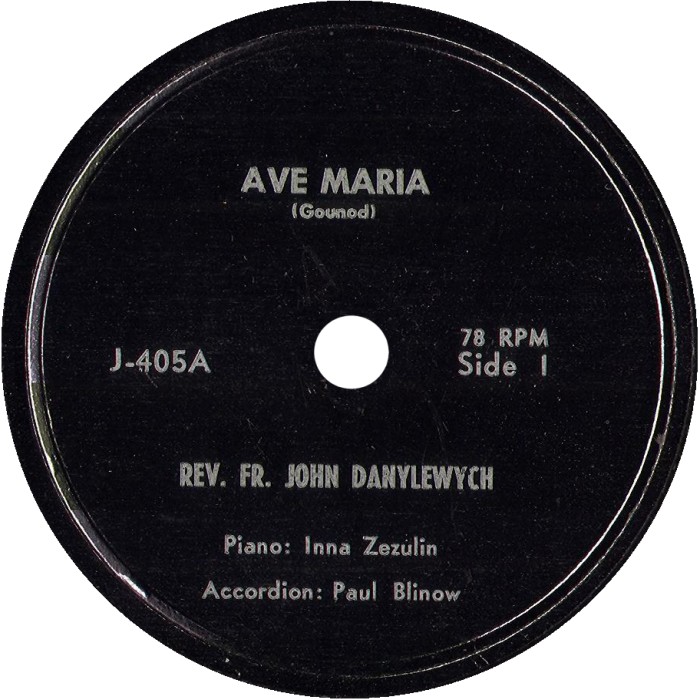 AVE MARIA
(Gounod)
J-405A
78 RPM
Side 1
REV. FR. JOHN DANYLEWYCH
Piano: Inna Zezulin
Accordion: Paul Blinow